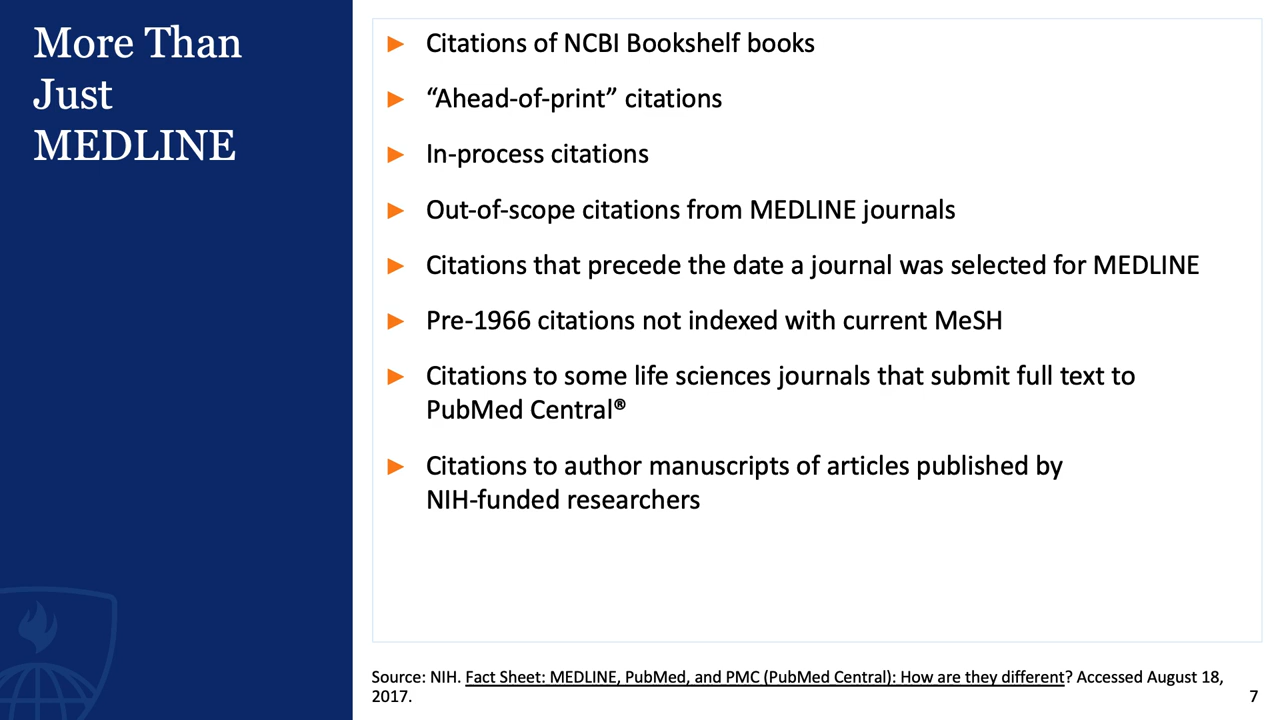 More Than
Just
MEDLINE
► Citations of NCBI Bookshelf books
► “Ahead-of-print” citations
► In-process citations
► Out-of-scope citations from MEDLINE journals
► Citations that precede the date a journal was selected for MEDLINE
► Pre-1966 citations not indexed with current MeSH
► Citations to some life sciences journals that submit full text to
PubMed Central®
► Citations to author manuscripts of articles published by
NIH-funded researchers
Source: NIH. Fact Sheet: MEDLINE, PubMed, and PMC (PubMed Central): How are they different? Accessed August 18,
2017.
7